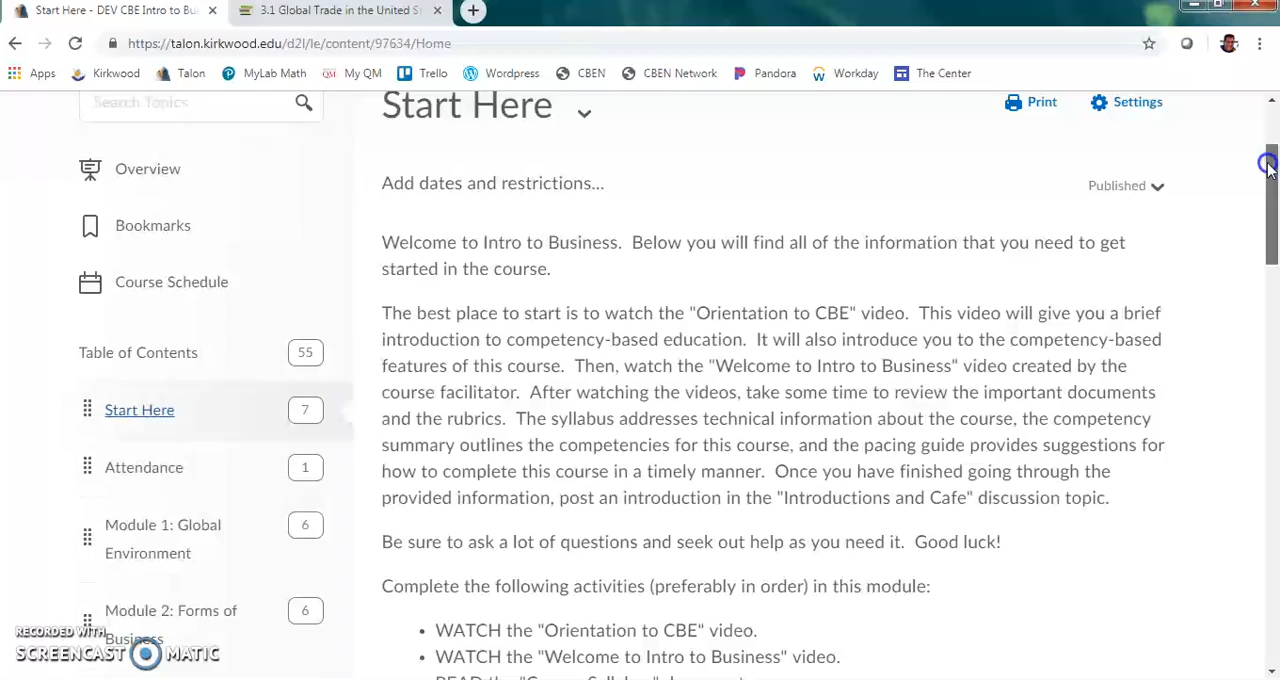 Start Here - DEV CBE Intro to Bu
3.1 Global Trade in the United S
https://talon.kirkwood.edu/d2l/le/content/97634/Home
Apps Kirkwood Talon MyLab Math My QM Trello Wordpress CBEN CBEN Network Pandora Workday The Center
Search Topics
Start Here
Print Settings
Overview
Add dates and restrictions...
Published
Bookmarks
Welcome to Intro to Business. Below you will find all of the information that you need to get
started in the course.
Course Schedule
The best place to start is to watch the "Orientation to CBE" video. This video will give you a brief
introduction to competency-based education. It will also introduce you to the competency-based
features of this course. Then, watch the "Welcome to Intro to Business" video created by the
course facilitator. After watching the videos, take some time to review the important documents
and the rubrics. The syllabus addresses technical information about the course, the competency
summary outlines the competencies for this course, and the pacing guide provides suggestions for
how to complete this course in a timely manner. Once you have finished going through the
provided information, post an introduction in the "Introductions and Cafe" discussion topic.
Table of Contents 55
Start Here 7
Attendance 1
Module 1: Global
Environment
6
Module 2: Forms of
Business
6
Be sure to ask a lot of questions and seek out help as you need it. Good luck!
Complete the following activities (preferably in order) in this module:
• WATCH the "Orientation to CBE" video.
• WATCH the "Welcome to Intro to Business" video.
RECORDED WITH
SCREENCAST MATIC